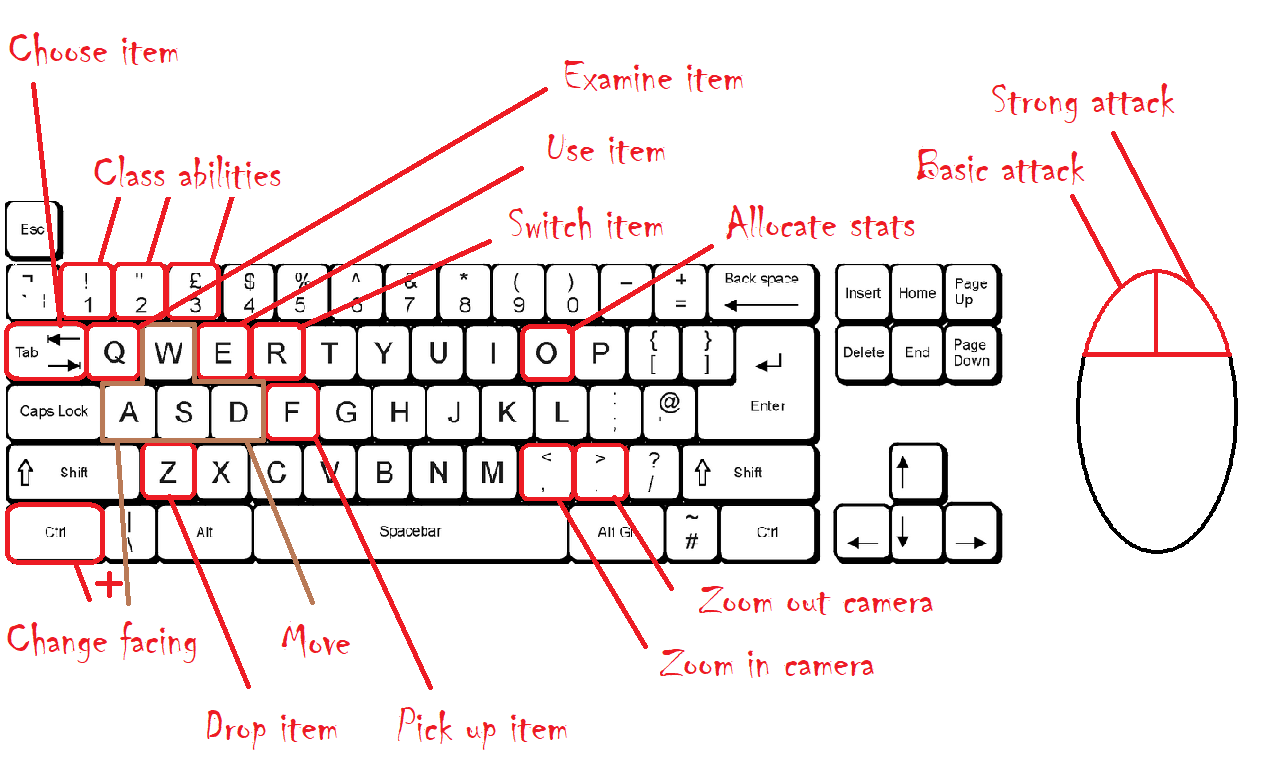 Choose item
Examine item
Strong attack
Use item
Basic attack
Class abilities
Switch item
Allocate stats
Esc
¬ ! " £ $ % ^ & * ( ) – + Back space
| 1 2 3 4 5 6 7 8 9 0 =
Insert Home Page Up
Tab Q W E R T Y U I O P { }
[ ]
Delete End Page Down
Caps Lock A S D F G H J K L : @ Enter
; '
Shift Z X C V B N M < > ? Shift
, . /
Ctrl | Alt Spacebar Alt Gr ~ Ctrl
\ #
+
Change facing
Move
Zoom out camera
Zoom in camera
Drop item
Pick up item